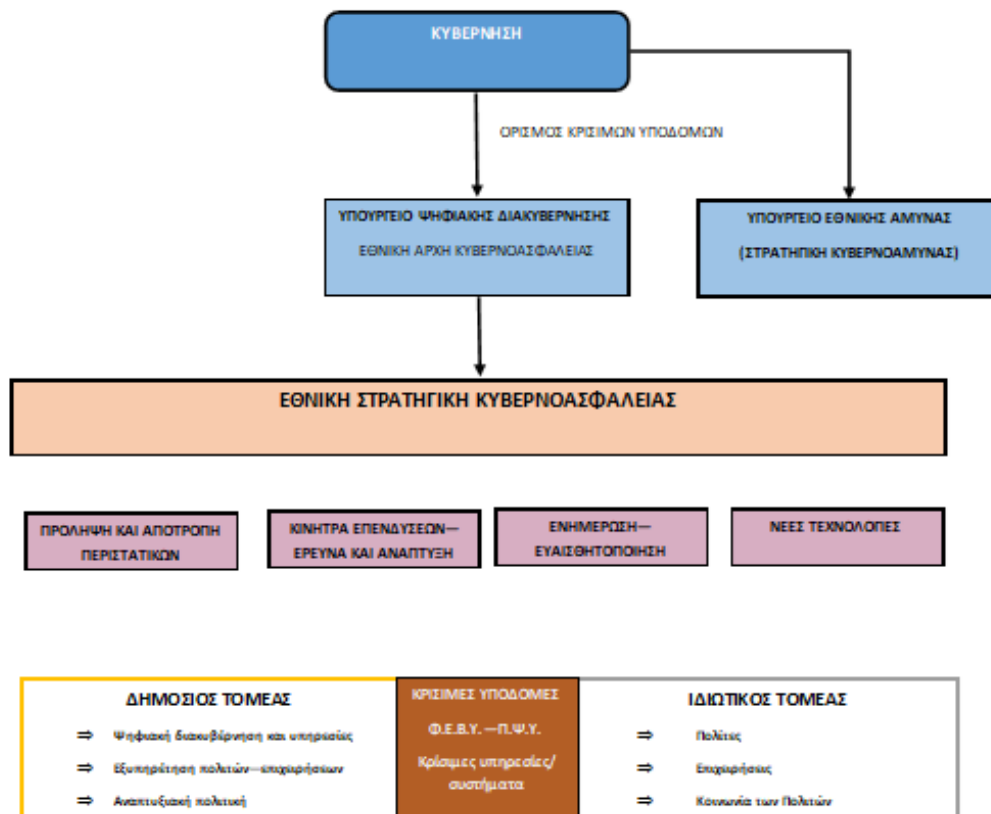 ΚΥΒΕΡΝΗΣΗ
ΟΡΙΣΜΟΣ ΚΡΙΣΙΜΩΝ ΥΠΟΔΟΜΩΝ
ΥΠΟΥΡΓΕΙΟ ΨΗΦΙΑΚΗΣ ΔΙΑΚΥΒΕΡΝΗΣΗΣ
ΕΘΝΙΚΗ ΑΡΧΗ ΚΥΒΕΡΝΟΑΣΦΑΛΕΙΑΣ
ΥΠΟΥΡΓΕΙΟ ΕΘΝΙΚΗΣ ΑΜΥΝΑΣ
(ΣΤΡΑΤΗΓΙΚΗ ΚΥΒΕΡΝΟΑΜΥΝΑΣ)
ΕΘΝΙΚΗ ΣΤΡΑΤΗΓΙΚΗ ΚΥΒΕΡΝΟΑΣΦΑΛΕΙΑΣ
ΠΡΟΛΗΨΗ ΚΑΙ ΑΠΟΤΡΟΠΗ
ΠΕΡΙΣΤΑΤΙΚΩΝ
ΚΙΝΗΤΡΑ ΕΠΕΝΔΥΣΕΩΝ—
ΕΡΕΥΝΑ ΚΑΙ ΑΝΑΠΤΥΞΗ
ΕΝΗΜΕΡΩΣΗ—
ΕΥΑΙΣΘΗΤΟΠΟΙΗΣΗ
ΝΕΕΣ ΤΕΧΝΟΛΟΓΙΕΣ
ΔΗΜΟΣΙΟΣ ΤΟΜΕΑΣ
⇒ Ψηφιακή διακυβέρνηση και υπηρεσίες
⇒ Εξυπηρέτηση πολιτών—επιχειρήσεων
⇒ Αναπτυξιακή πολιτική
ΚΡΙΣΙΜΕΣ ΥΠΟΔΟΜΕΣ
Φ.Ε.Β.Υ.—Π.Ψ.Υ.
Κρίσιμες υπηρεσίες/
συστήματα
ΙΔΙΩΤΙΚΟΣ ΤΟΜΕΑΣ
⇒ Πολίτες
⇒ Επιχειρήσεις
⇒ Κοινωνία των Πολιτών